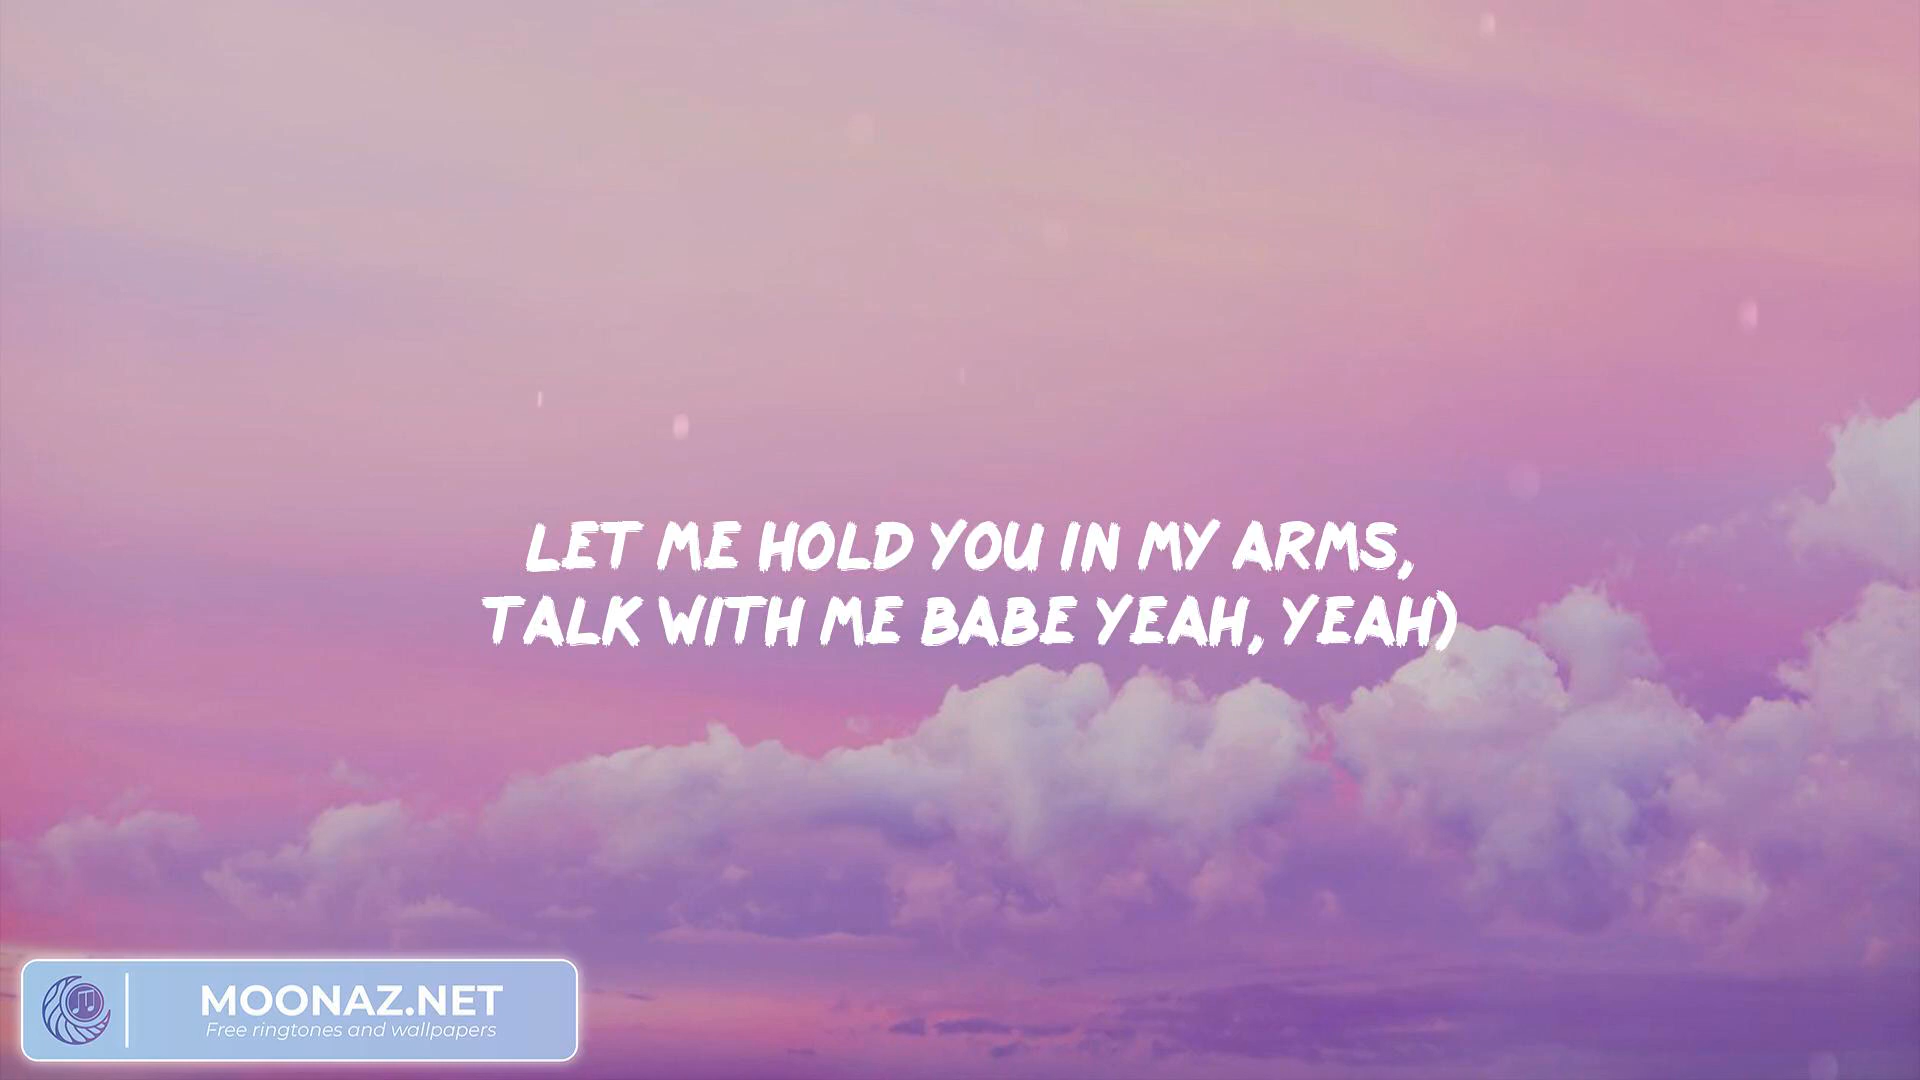 LET ME HOLD YOU IN MY ARMS,
TALK WITH ME BABE YEAH, YEAH)
MOONAZ.NET
Free ringtones and wallpapers